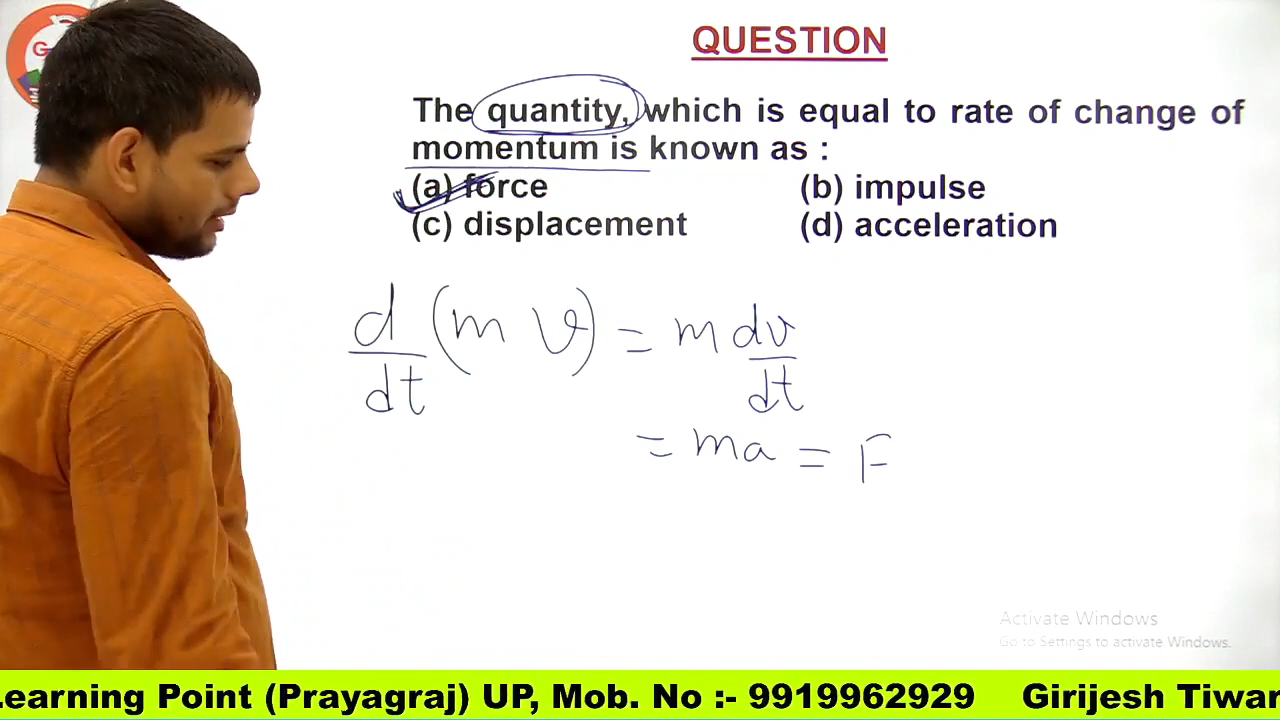 QUESTION
The quantity, which is equal to rate of change of
momentum is known as :
(a) force (b) impulse
(c) displacement (d) acceleration
d/dt (m v) = m dv/dt
= ma = F
Activate Windows
Go to Settings to activate Windows.
Learning Point (Prayagraj) UP, Mob. No :- 9919962929 Girijesh Tiwar